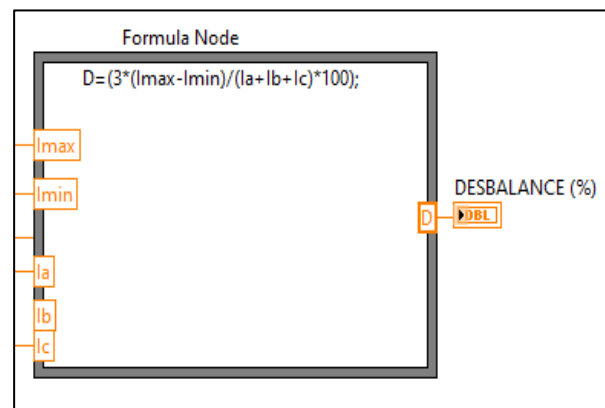 Formula Node
D=(3*(Imax-Imin)/(Ia+Ib+Ic)*100);
Imax
Imin
DESBALANCE (%)
D
DBL
Ia
Ib
Ic